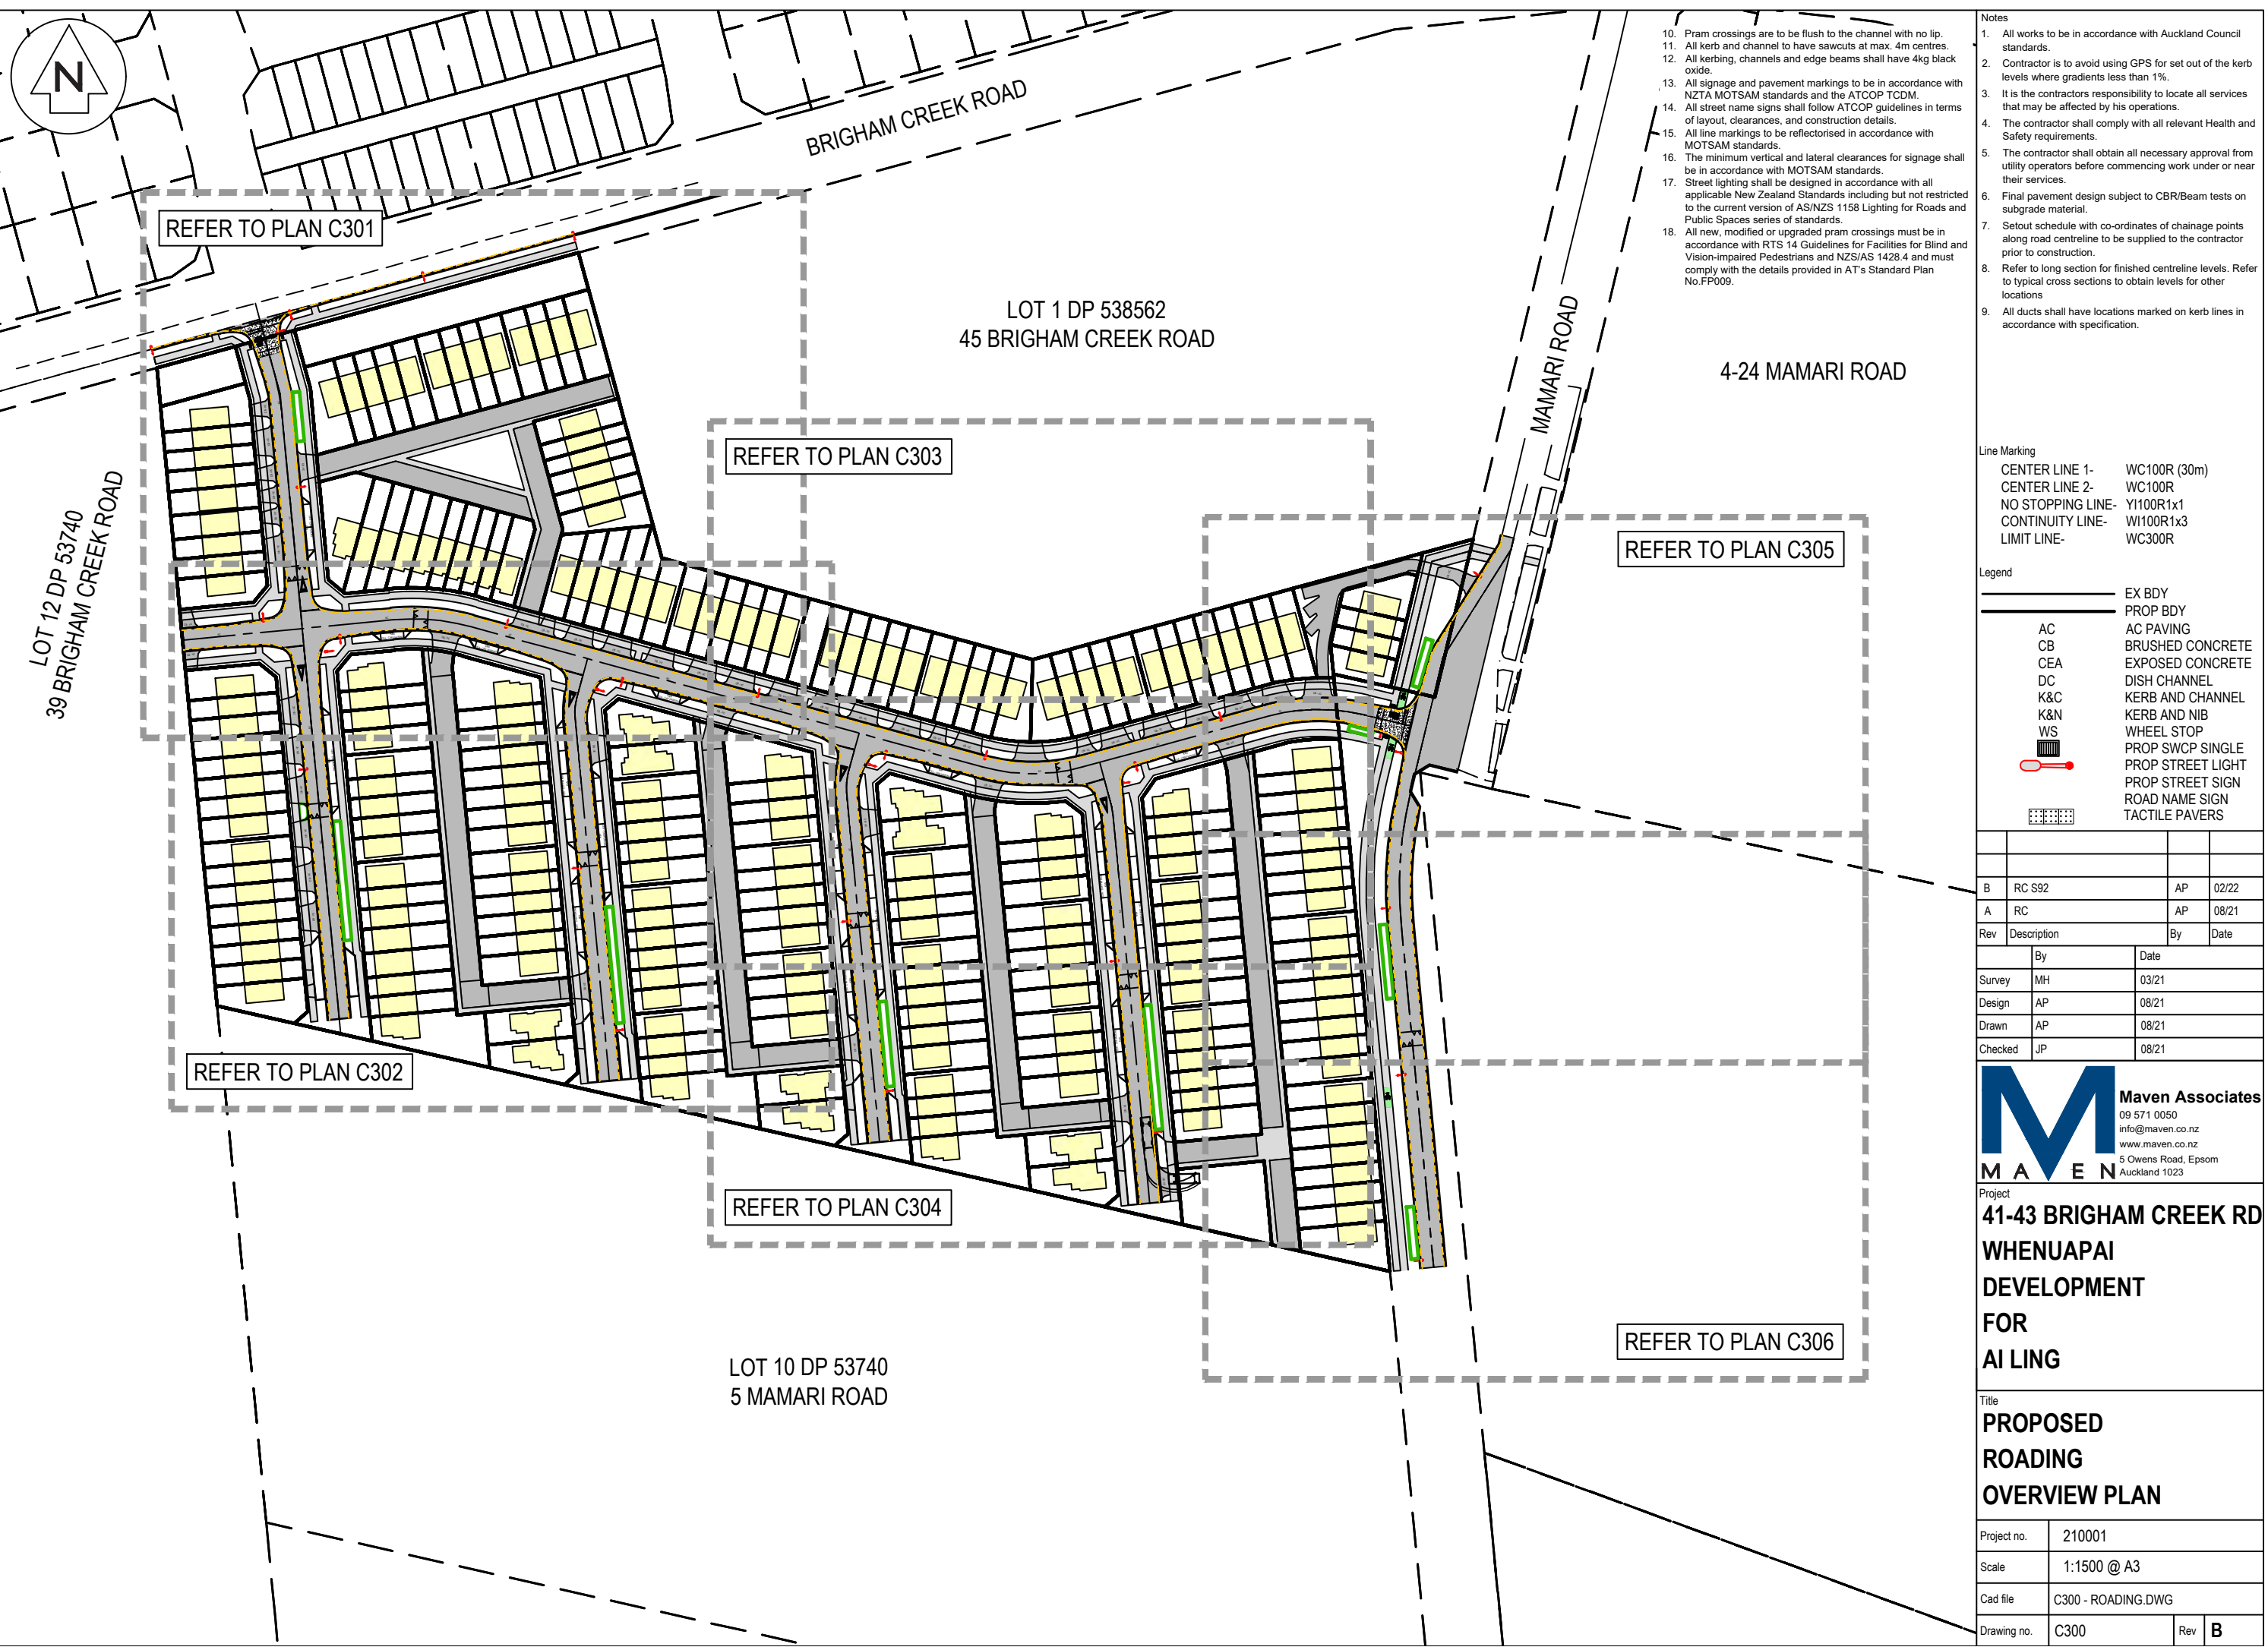 N
BRIGHAM CREEK ROAD
REFER TO PLAN C301
LOT 1 DP 538562
45 BRIGHAM CREEK ROAD
MAMARI ROAD
4-24 MAMARI ROAD
REFER TO PLAN C303
LOT 12 DP 53740
39 BRIGHAM CREEK ROAD
REFER TO PLAN C305
REFER TO PLAN C302
REFER TO PLAN C304
REFER TO PLAN C306
LOT 10 DP 53740
5 MAMARI ROAD
10. Pram crossings are to be flush to the channel with no lip.
11. All kerb and channel to have sawcuts at max. 4m centres.
12. All kerbing, channels and edge beams shall have 4kg black
oxide.
13. All signage and pavement markings to be in accordance with
NZTA MOTSAM standards and the ATCOP TCDM.
14. All street name signs shall follow ATCOP guidelines in terms
of layout, clearances, and construction details.
15. All line markings to be reflectorised in accordance with
MOTSAM standards.
16. The minimum vertical and lateral clearances for signage shall
be in accordance with MOTSAM standards.
17. Street lighting shall be designed in accordance with all
applicable New Zealand Standards including but not restricted
to the current version of AS/NZS 1158 Lighting for Roads and
Public Spaces series of standards.
18. All new, modified or upgraded pram crossings must be in
accordance with RTS 14 Guidelines for Facilities for Blind and
Vision-impaired Pedestrians and NZS/AS 1428.4 and must
comply with the details provided in AT's Standard Plan
No.FP009.
Notes
1. All works to be in accordance with Auckland Council
standards.
2. Contractor is to avoid using GPS for set out of the kerb
levels where gradients less than 1%.
3. It is the contractors responsibility to locate all services
that may be affected by his operations.
4. The contractor shall comply with all relevant Health and
Safety requirements.
5. The contractor shall obtain all necessary approval from
utility operators before commencing work under or near
their services.
6. Final pavement design subject to CBR/Beam tests on
subgrade material.
7. Setout schedule with co-ordinates of chainage points
along road centreline to be supplied to the contractor
prior to construction.
8. Refer to long section for finished centreline levels. Refer
to typical cross sections to obtain levels for other
locations
9. All ducts shall have locations marked on kerb lines in
accordance with specification.
Line Marking
CENTER LINE 1- WC100R (30m)
CENTER LINE 2- WC100R
NO STOPPING LINE- YI100R1x1
CONTINUITY LINE- WI100R1x3
LIMIT LINE- WC300R
Legend
EX BDY
PROP BDY
AC AC PAVING
CB BRUSHED CONCRETE
CEA EXPOSED CONCRETE
DC DISH CHANNEL
K&C KERB AND CHANNEL
K&N KERB AND NIB
WS WHEEL STOP
PROP SWCP SINGLE
PROP STREET LIGHT
PROP STREET SIGN
ROAD NAME SIGN
TACTILE PAVERS
B RC S92 AP 02/22
A RC AP 08/21
Rev Description By Date
By Date
Survey MH 03/21
Design AP 08/21
Drawn AP 08/21
Checked JP 08/21
MAVEN
Maven Associates
09 571 0050
info@maven.co.nz
www.maven.co.nz
5 Owens Road, Epsom
Auckland 1023
Project
41-43 BRIGHAM CREEK RD
WHENUAPAI
DEVELOPMENT
FOR
AI LING
Title
PROPOSED
ROADING
OVERVIEW PLAN
Project no. 210001
Scale 1:1500 @ A3
Cad file C300 - ROADING.DWG
Drawing no. C300 Rev B